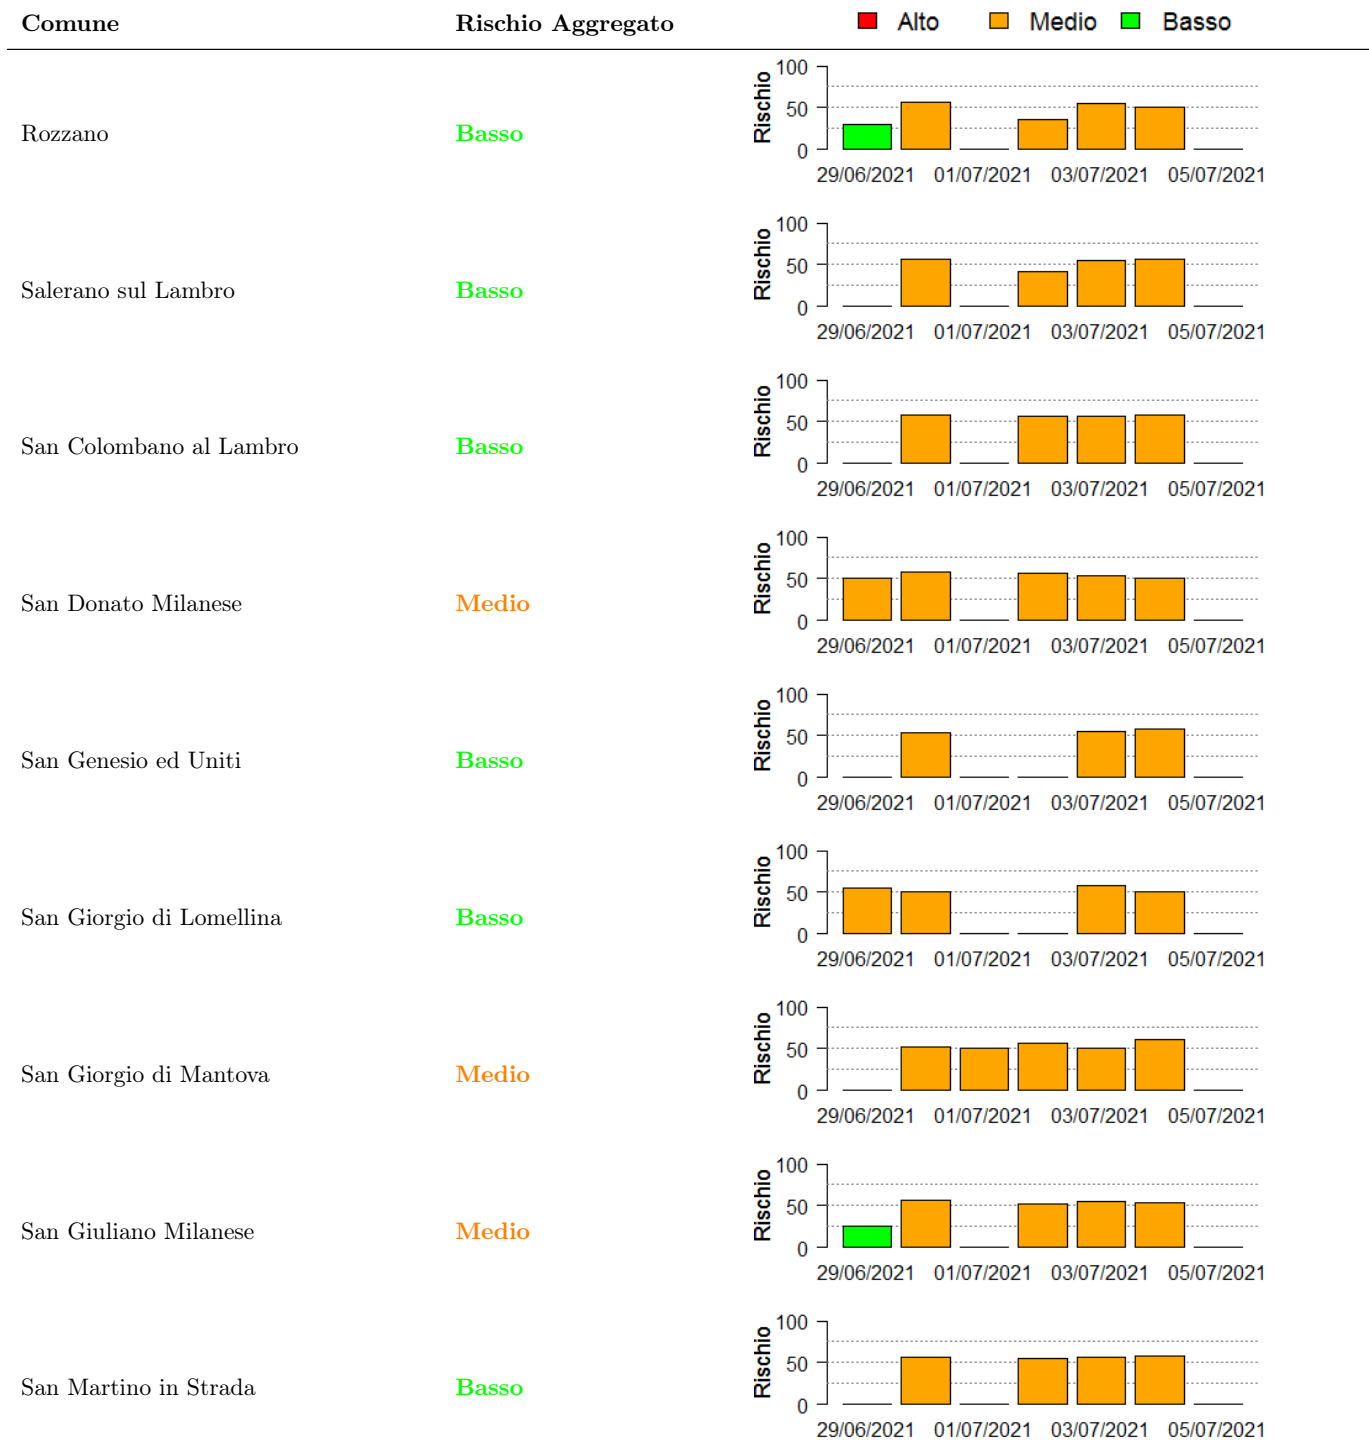 Comune Rischio Aggregato Alto Medio Basso
Rozzano Basso
Rischio
100
50
0
29/06/2021 01/07/2021 03/07/2021 05/07/2021
Salerano sul Lambro Basso
Rischio
100
50
0
29/06/2021 01/07/2021 03/07/2021 05/07/2021
San Colombano al Lambro Basso
Rischio
100
50
0
29/06/2021 01/07/2021 03/07/2021 05/07/2021
San Donato Milanese Medio
Rischio
100
50
0
29/06/2021 01/07/2021 03/07/2021 05/07/2021
San Genesio ed Uniti Basso
Rischio
100
50
0
29/06/2021 01/07/2021 03/07/2021 05/07/2021
San Giorgio di Lomellina Basso
Rischio
100
50
0
29/06/2021 01/07/2021 03/07/2021 05/07/2021
San Giorgio di Mantova Medio
Rischio
100
50
0
29/06/2021 01/07/2021 03/07/2021 05/07/2021
San Giuliano Milanese Medio
Rischio
100
50
0
29/06/2021 01/07/2021 03/07/2021 05/07/2021
San Martino in Strada Basso
Rischio
100
50
0
29/06/2021 01/07/2021 03/07/2021 05/07/2021